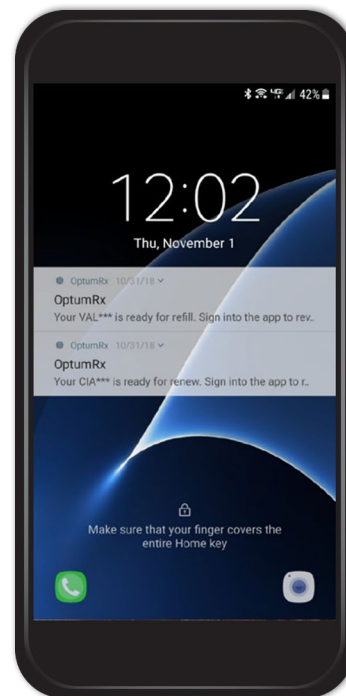 42%
12:02
Thu, November 1
OptumRx 10/31/18
OptumRx
Your VAL*** is ready for refill. Sign into the app to rev..
OptumRx 10/31/18
OptumRx
Your CIA*** is ready for renew. Sign into the app to r..
Make sure that your finger covers the
entire Home key